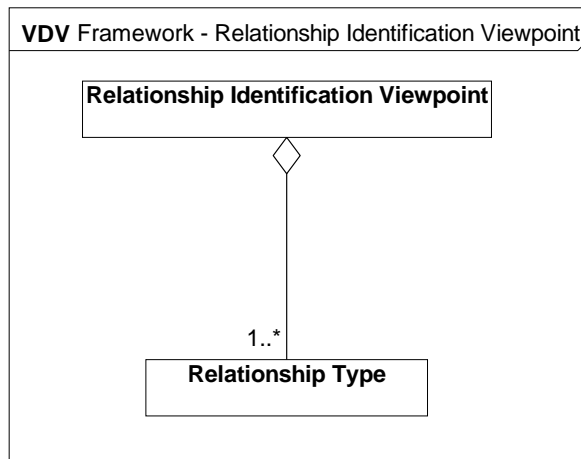 VDV Framework - Relationship Identification Viewpoint
Relationship Identification Viewpoint
1..*
Relationship Type